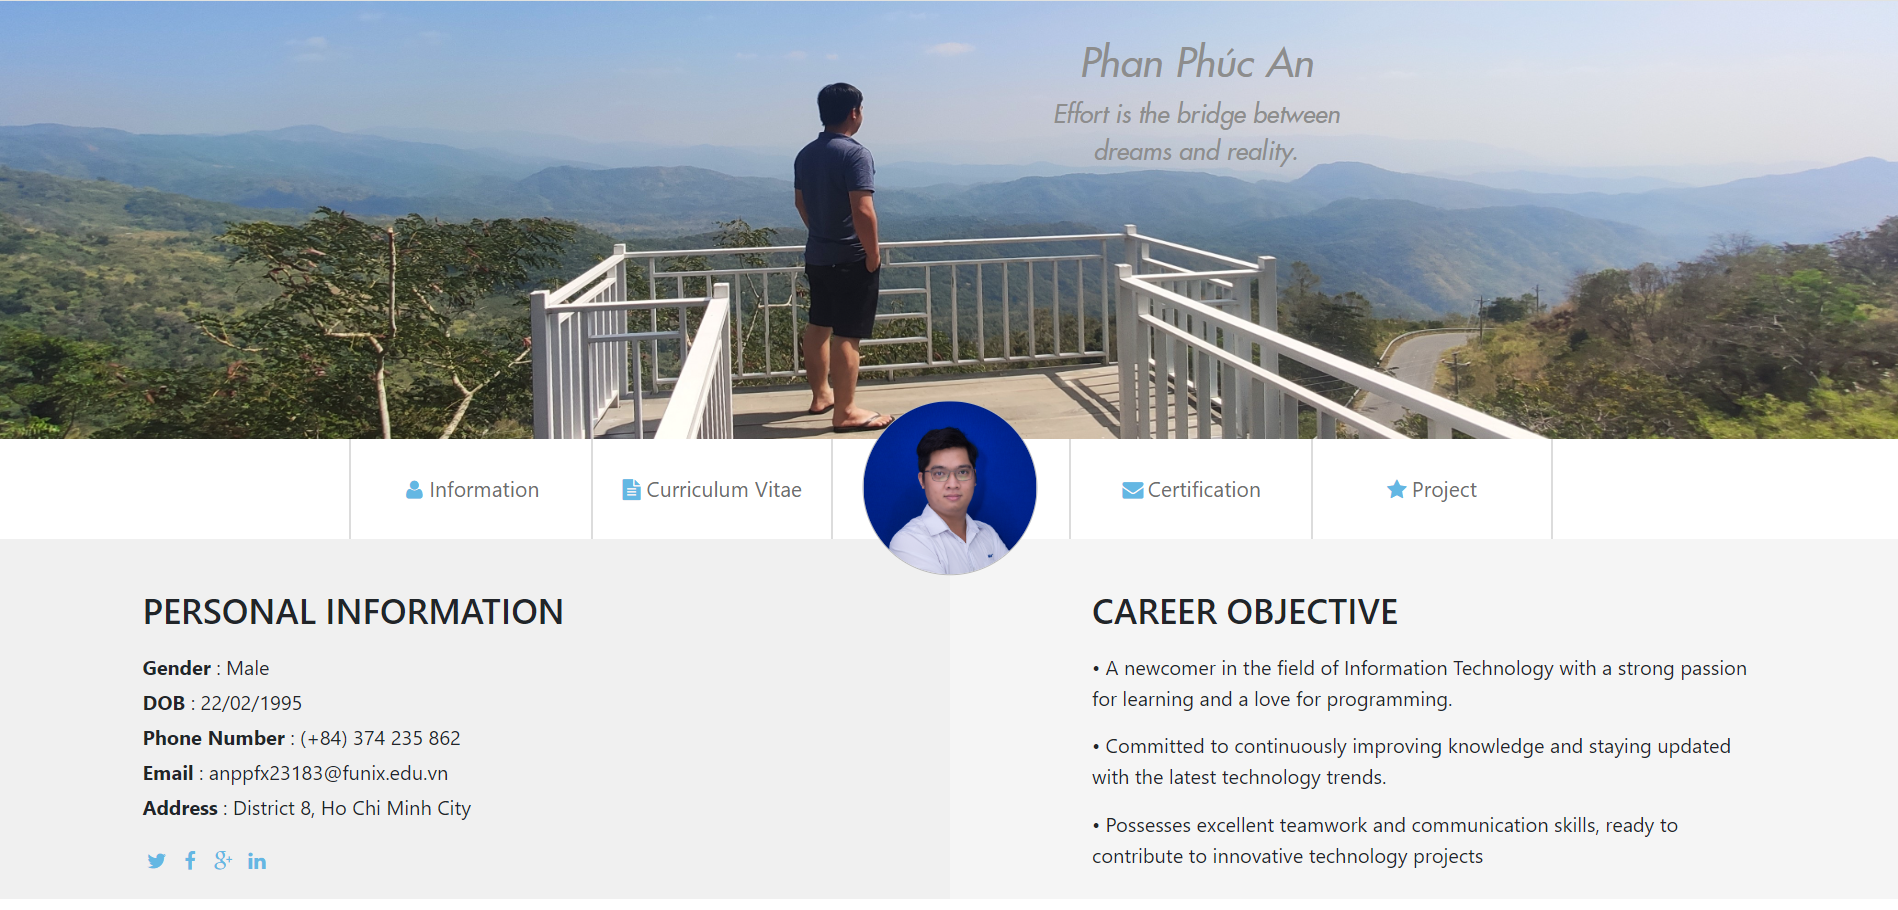 Phan Phúc An
Effort is the bridge between
dreams and reality.
Information
Curriculum Vitae
Certification
Project
PERSONAL INFORMATION
Gender : Male
DOB : 22/02/1995
Phone Number : (+84) 374 235 862
Email : anppfx23183@funix.edu.vn
Address : District 8, Ho Chi Minh City
CAREER OBJECTIVE
• A newcomer in the field of Information Technology with a strong passion
for learning and a love for programming.
• Committed to continuously improving knowledge and staying updated
with the latest technology trends.
• Possesses excellent teamwork and communication skills, ready to
contribute to innovative technology projects